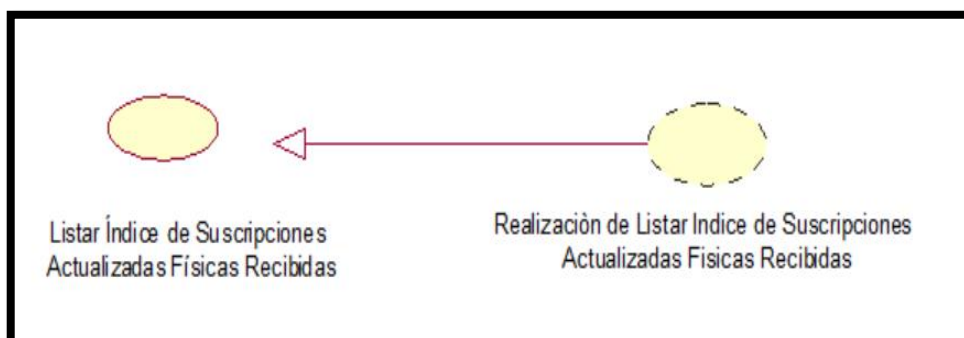 Listar Índice de Suscripciones
Actualizadas Físicas Recibidas
Realizaciòn de Listar Indice de Suscripciones
Actualizadas Fisicas Recibidas